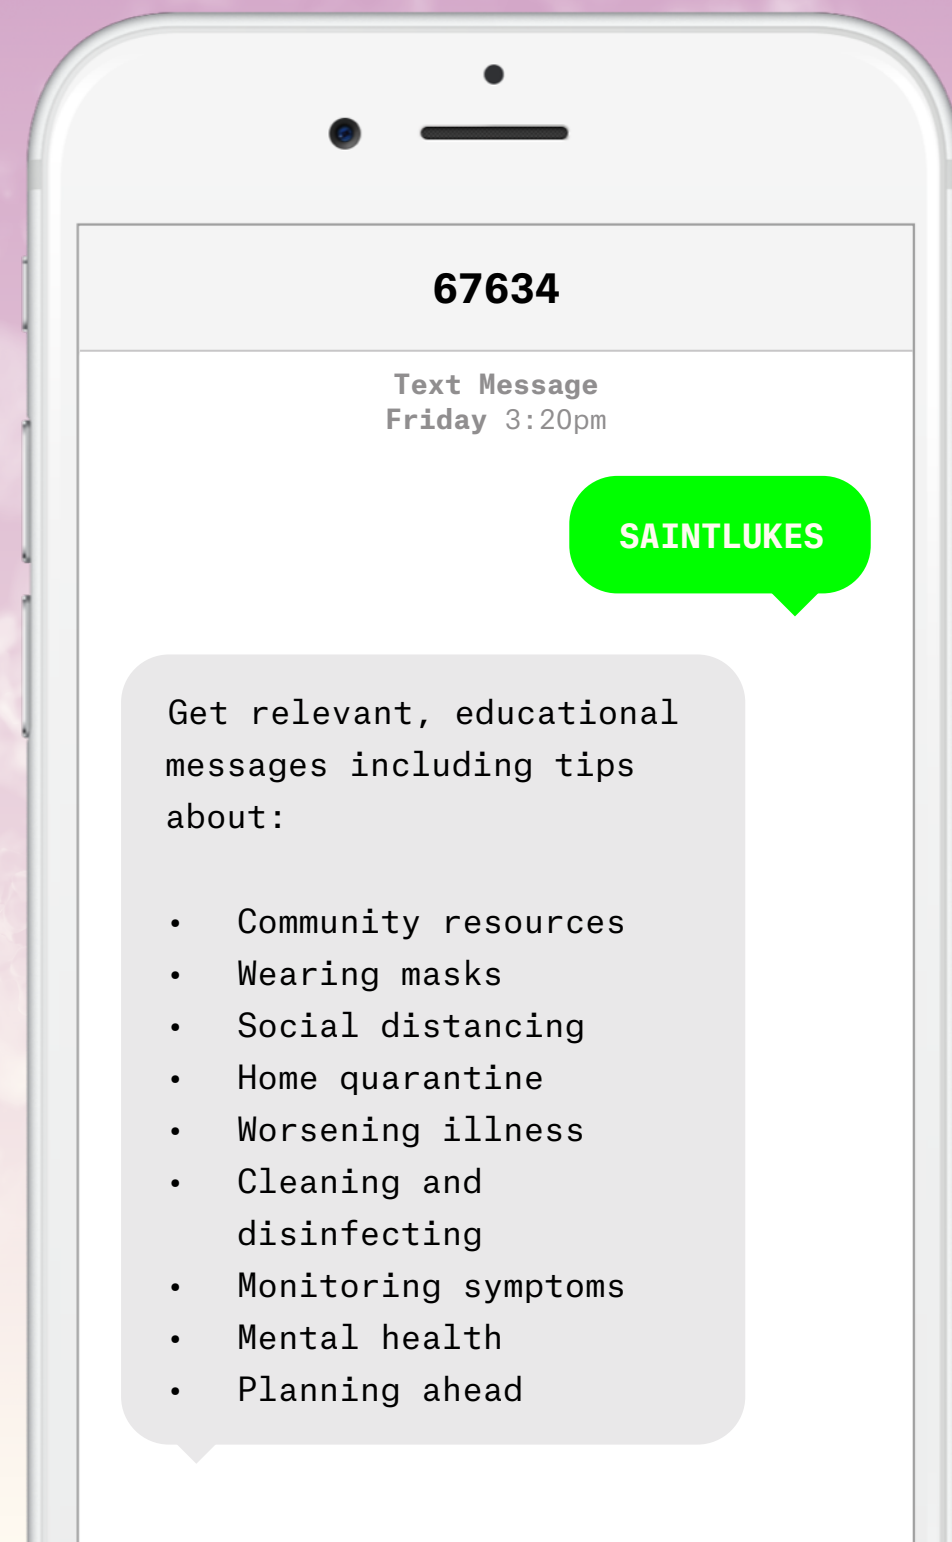 67634
Text Message
Friday 3:20pm
SAINTLUKES
Get relevant, educational
messages including tips
about:
• Community resources
• Wearing masks
• Social distancing
• Home quarantine
• Worsening illness
• Cleaning and
disinfecting
• Monitoring symptoms
• Mental health
• Planning ahead